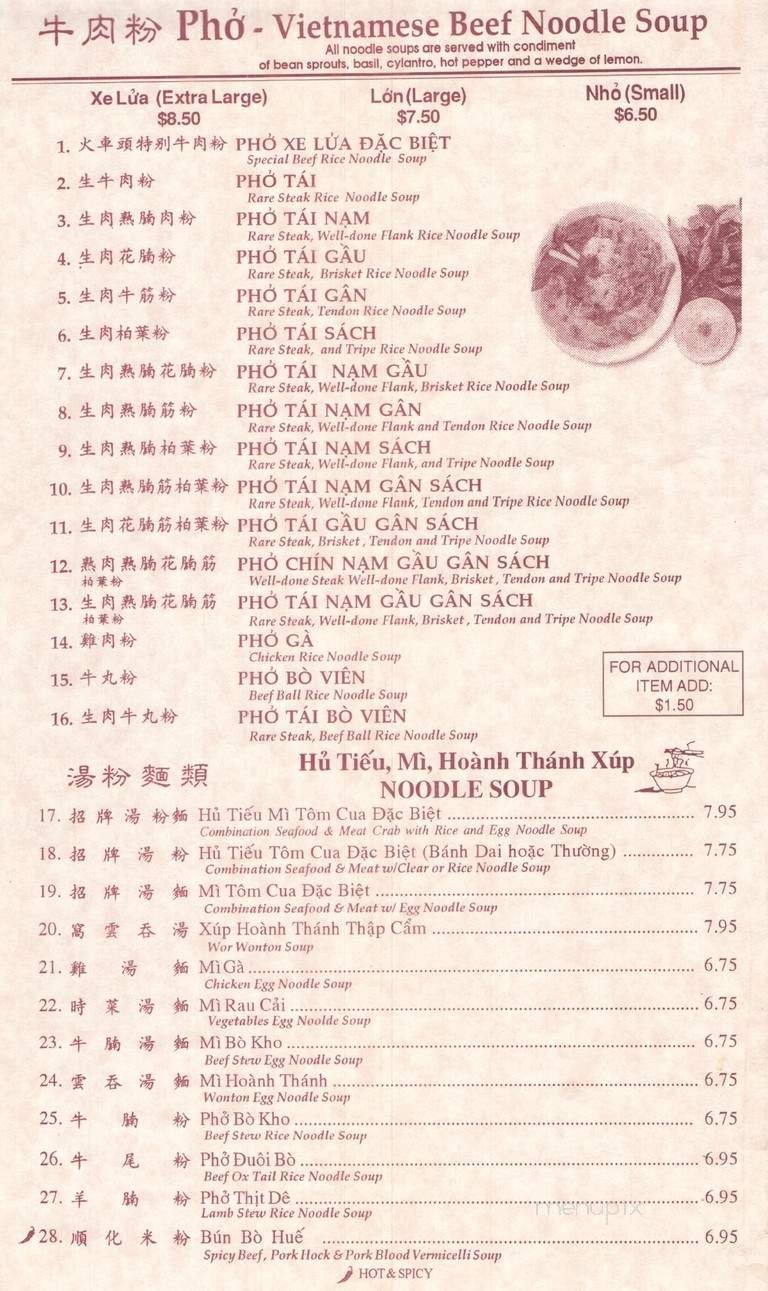 牛肉粉 Phở - Vietnamese Beef Noodle Soup
All noodle soups are served with condiment
of bean sprouts, basil, cylantro, hot pepper and a wedge of lemon.
Xe Lửa (Extra Large) Lớn (Large) Nhỏ (Small)
$8.50 $7.50 $6.50
1. 火車頭特別牛肉粉 PHỞ XE LỬA ĐẶC BIỆT
Special Beef Rice Noodle Soup
2. 生牛肉粉 PHỞ TÁI
Rare Steak Rice Noodle Soup
3. 生肉熟腩肉粉 PHỞ TÁI NẠM
Rare Steak, Well-done Flank Rice Noodle Soup
4. 生肉花腩粉 PHỞ TÁI GẦU
Rare Steak, Brisket Rice Noodle Soup
5. 生肉牛筋粉 PHỞ TÁI GÂN
Rare Steak, Tendon Rice Noodle Soup
6. 生肉柏葉粉 PHỞ TÁI SÁCH
Rare Steak, and Tripe Rice Noodle Soup
7. 生肉熟腩花腩粉 PHỞ TÁI NẠM GẦU
Rare Steak, Well-done Flank, Brisket Rice Noodle Soup
8. 生肉熟腩筋粉 PHỞ TÁI NẠM GÂN
Rare Steak, Well-done Flank and Tendon Rice Noodle Soup
9. 生肉熟腩柏葉粉 PHỞ TÁI NẠM SÁCH
Rare Steak, Well-done Flank, and Tripe Noodle Soup
10. 生肉熟腩筋柏葉粉 PHỞ TÁI NẠM GÂN SÁCH
Rare Steak, Well-done Flank, Tendon and Tripe Rice Noodle Soup
11. 生肉花腩筋柏葉粉 PHỞ TÁI GẦU GÂN SÁCH
Rare Steak, Brisket , Tendon and Tripe Noodle Soup
12. 熟肉熟腩花腩筋 PHỞ CHÍN NẠM GẦU GÂN SÁCH
柏葉粉 Well-done Steak Well-done Flank, Brisket , Tendon and Tripe Noodle Soup
13. 生肉熟腩花腩筋 PHỞ TÁI NẠM GẦU GÂN SÁCH
柏葉粉 Rare Steak, Well-done Flank, Brisket , Tendon and Tripe Noodle Soup
14. 雞肉粉 PHỞ GÀ
Chicken Rice Noodle Soup
15. 牛丸粉 PHỞ BÒ VIÊN
Beef Ball Rice Noodle Soup
16. 生肉牛丸粉 PHỞ TÁI BÒ VIÊN
Rare Steak, Beef Ball Rice Noodle Soup
FOR ADDITIONAL
ITEM ADD:
$1.50
湯粉麵類 Hủ Tiếu, Mì, Hoành Thánh Xúp
NOODLE SOUP
17. 招牌湯粉麵 Hủ Tiếu Mì Tôm Cua Đặc Biệt ........ 7.95
Combination Seafood & Meat Crab with Rice and Egg Noodle Soup
18. 招牌湯粉 Hủ Tiếu Tôm Cua Đặc Biệt (Bánh Dai hoặc Thường) ........ 7.75
Combination Seafood & Meat w/Clear or Rice Noodle Soup
19. 招牌湯麵 Mì Tôm Cua Đặc Biệt ........ 7.75
Combination Seafood & Meat w/ Egg Noodle Soup
20. 窩雲吞湯 Xúp Hoành Thánh Thập Cẩm ........ 7.95
Wor Wonton Soup
21. 雞湯麵 Mì Gà ........ 6.75
Chicken Egg Noodle Soup
22. 時菜湯麵 Mì Rau Cải ........ 6.75
Vegetables Egg Noolde Soup
23. 牛腩湯麵 Mì Bò Kho ........ 6.75
Beef Stew Egg Noodle Soup
24. 雲吞湯麵 Mì Hoành Thánh ........ 6.75
Wonton Egg Noodle Soup
25. 牛腩粉 Phở Bò Kho ........ 6.75
Beef Stew Rice Noodle Soup
26. 牛尾粉 Phở Đuôi Bò ........ 6.95
Beef Ox Tail Rice Noodle Soup
27. 羊腩粉 Phở Thịt Dê ........ 6.95
Lamb Stew Rice Noodle Soup
menupix
28. 順化米粉 Bún Bò Huế ........ 6.95
Spicy Beef, Pork Hock & Pork Blood Vermicelli Soup
HOT & SPICY